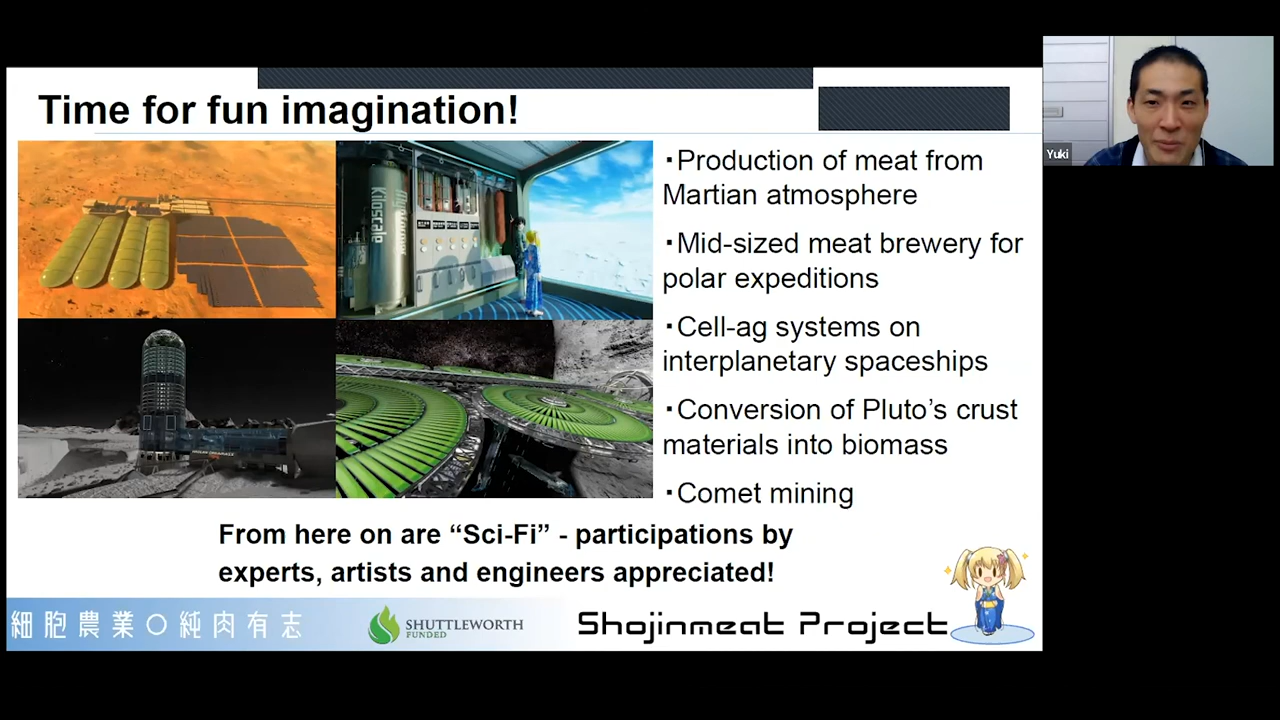 Time for fun imagination!
Yuki
Kiloscale
・Production of meat from
Martian atmosphere
・Mid-sized meat brewery for
polar expeditions
・Cell-ag systems on
interplanetary spaceships
・Conversion of Pluto’s crust
materials into biomass
・Comet mining
From here on are “Sci-Fi” - participations by
experts, artists and engineers appreciated!
細胞農業〇純肉有志
SHUTTLEWORTH
FUNDED
Shojinmeat Project